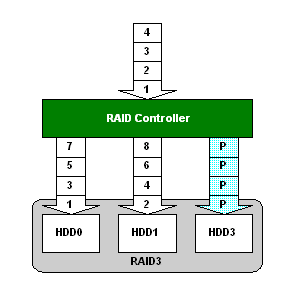 4
3
2
1
RAID Controller
7 8 P
5 6 P
3 4 P
1 2 P
HDD0 HDD1 HDD3
RAID3